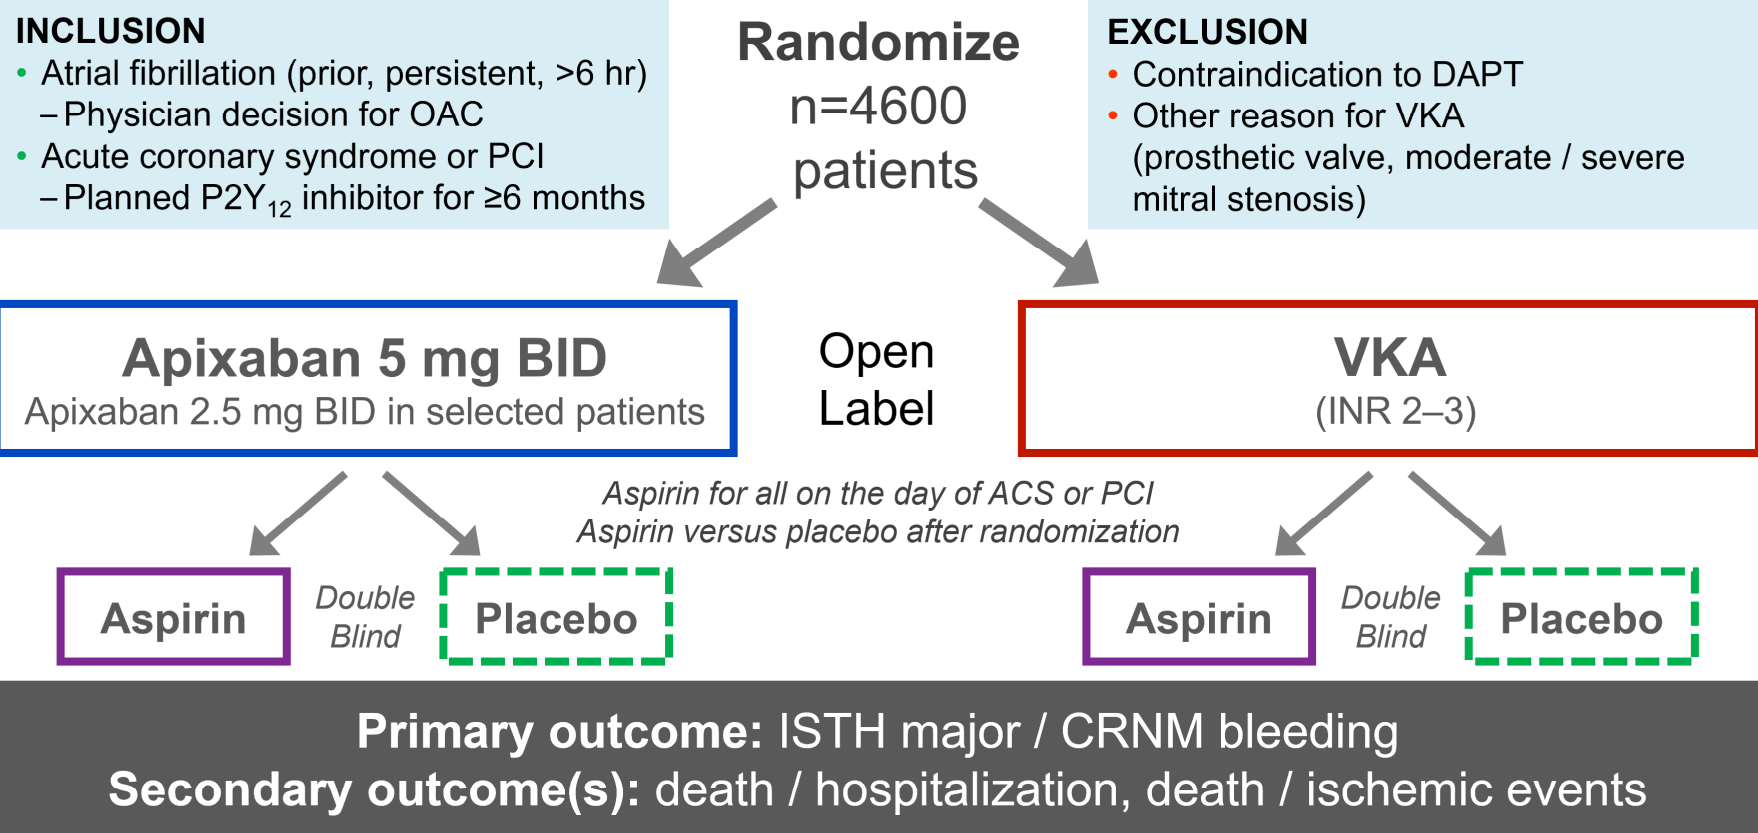 INCLUSION
• Atrial fibrillation (prior, persistent, >6 hr)
– Physician decision for OAC
• Acute coronary syndrome or PCI
– Planned P2Y₁₂ inhibitor for ≥6 months
Randomize
n=4600
patients
EXCLUSION
• Contraindication to DAPT
• Other reason for VKA
(prosthetic valve, moderate / severe
mitral stenosis)
Apixaban 5 mg BID
Apixaban 2.5 mg BID in selected patients
Open
Label
VKA
(INR 2–3)
Aspirin for all on the day of ACS or PCI
Aspirin versus placebo after randomization
Aspirin
Double
Blind
Placebo
Aspirin
Double
Blind
Placebo
Primary outcome: ISTH major / CRNM bleeding
Secondary outcome(s): death / hospitalization, death / ischemic events